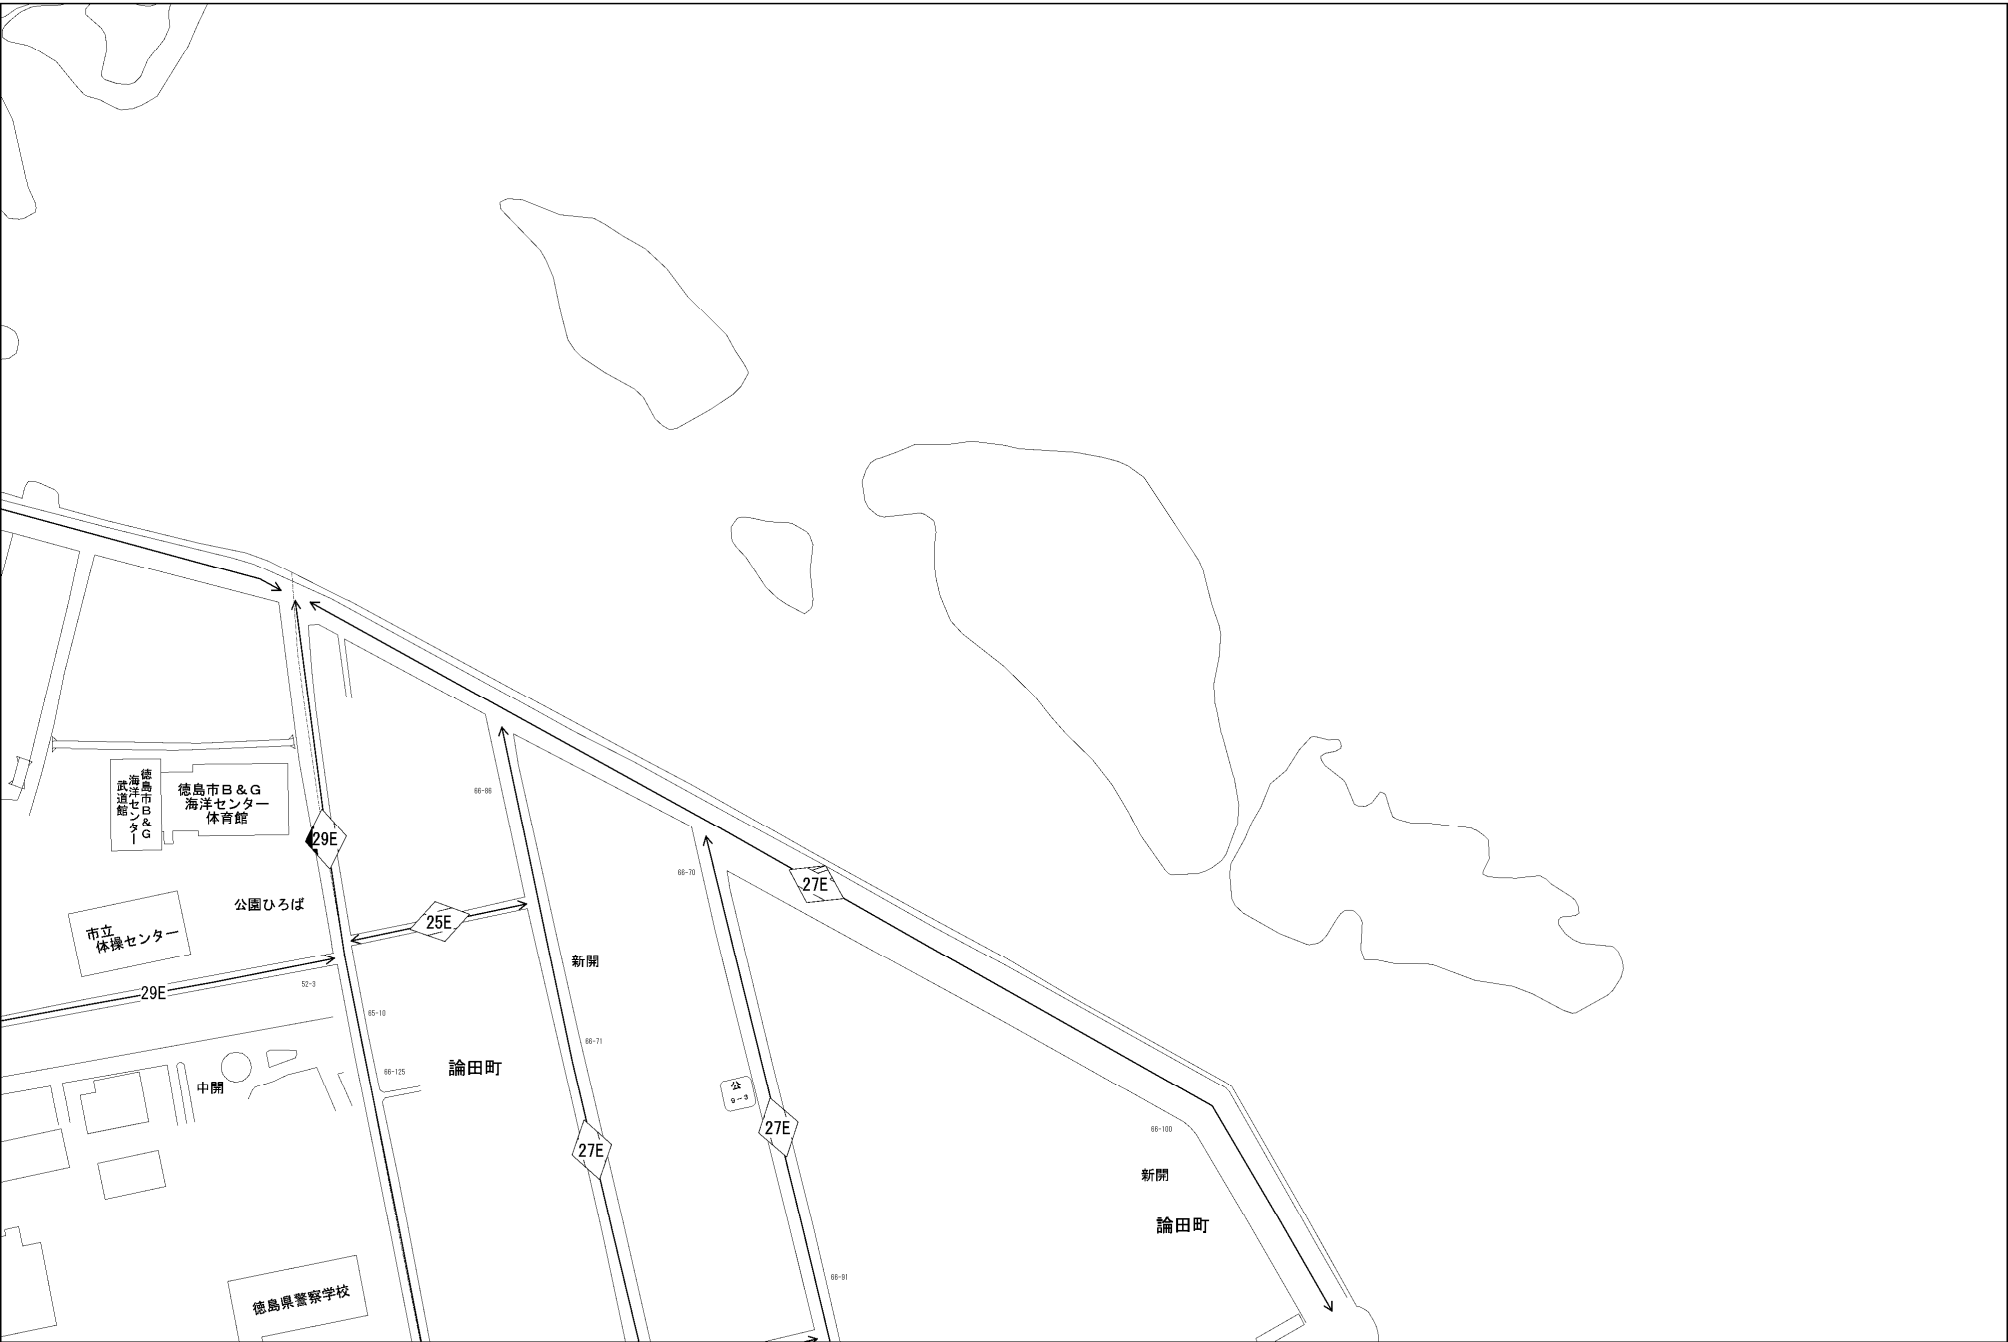 66-86
徳島市B&G
海洋センター
武道館
徳島市B&G
海洋センター
体育館
29E
66-70
27E
公園ひろば
25E
市立
体操センター
新開
52-3
29E
65-10
66-71
論田町
66-125
中開
公
9-3
27E
66-100
27E
新開
論田町
66-91
徳島県警察学校